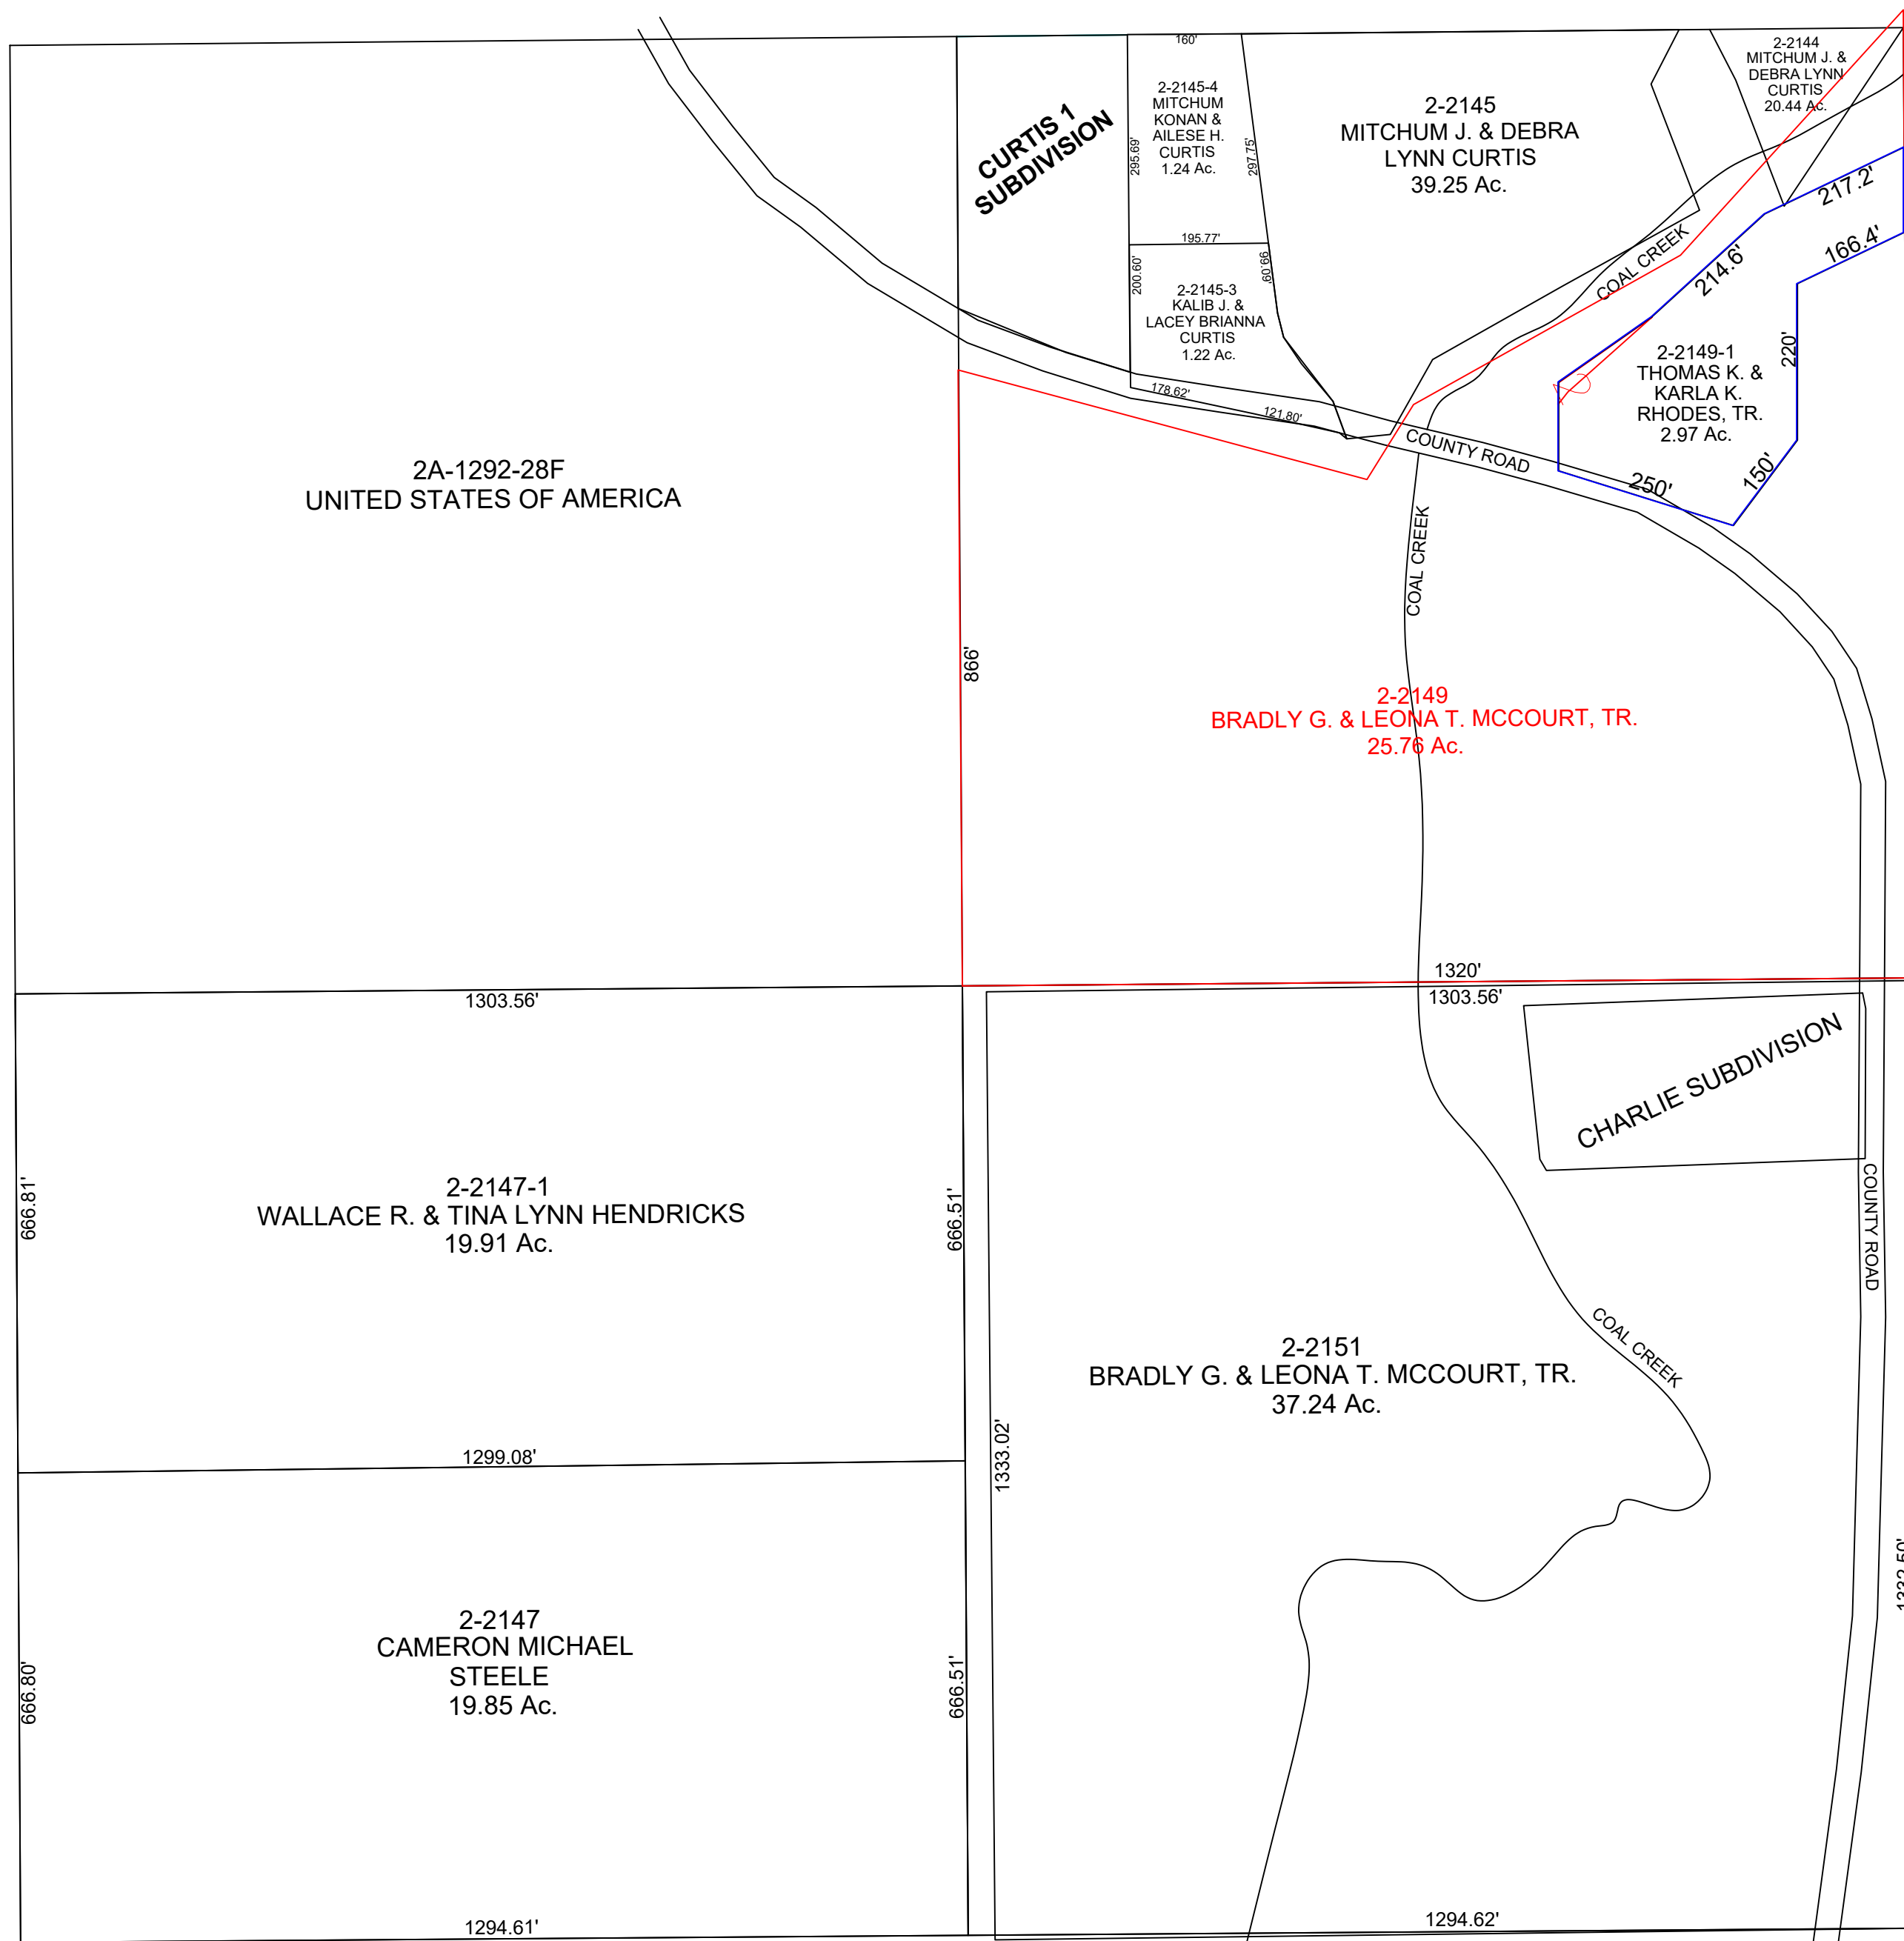 CURTIS 1
SUBDIVISION
160'
2-2145-4
MITCHUM
KONAN &
AILESE H.
CURTIS
1.24 Ac.
295.69'
297.75'
195.77'
200.60'
99.09'
2-2145-3
KALIB J. &
LACEY BRIANNA
CURTIS
1.22 Ac.
178.62'
121.80'
2-2145
MITCHUM J. & DEBRA
LYNN CURTIS
39.25 Ac.
2-2144
MITCHUM J. &
DEBRA LYNN
CURTIS
20.44 Ac.
COAL CREEK
217.2'
166.4'
214.6'
220'
2-2149-1
THOMAS K. &
KARLA K.
RHODES, TR.
2.97 Ac.
250'
150'
COUNTY ROAD
COAL CREEK
2A-1292-28F
UNITED STATES OF AMERICA
866'
2-2149
BRADLY G. & LEONA T. MCCOURT, TR.
25.76 Ac.
1320'
1303.56'
1303.56'
CHARLIE SUBDIVISION
COUNTY ROAD
666.81'
2-2147-1
WALLACE R. & TINA LYNN HENDRICKS
19.91 Ac.
666.51'
COAL CREEK
2-2151
BRADLY G. & LEONA T. MCCOURT, TR.
37.24 Ac.
1299.08'
1333.02'
1332.50'
2-2147
CAMERON MICHAEL
STEELE
19.85 Ac.
666.80'
666.51'
1294.61'
1294.62'